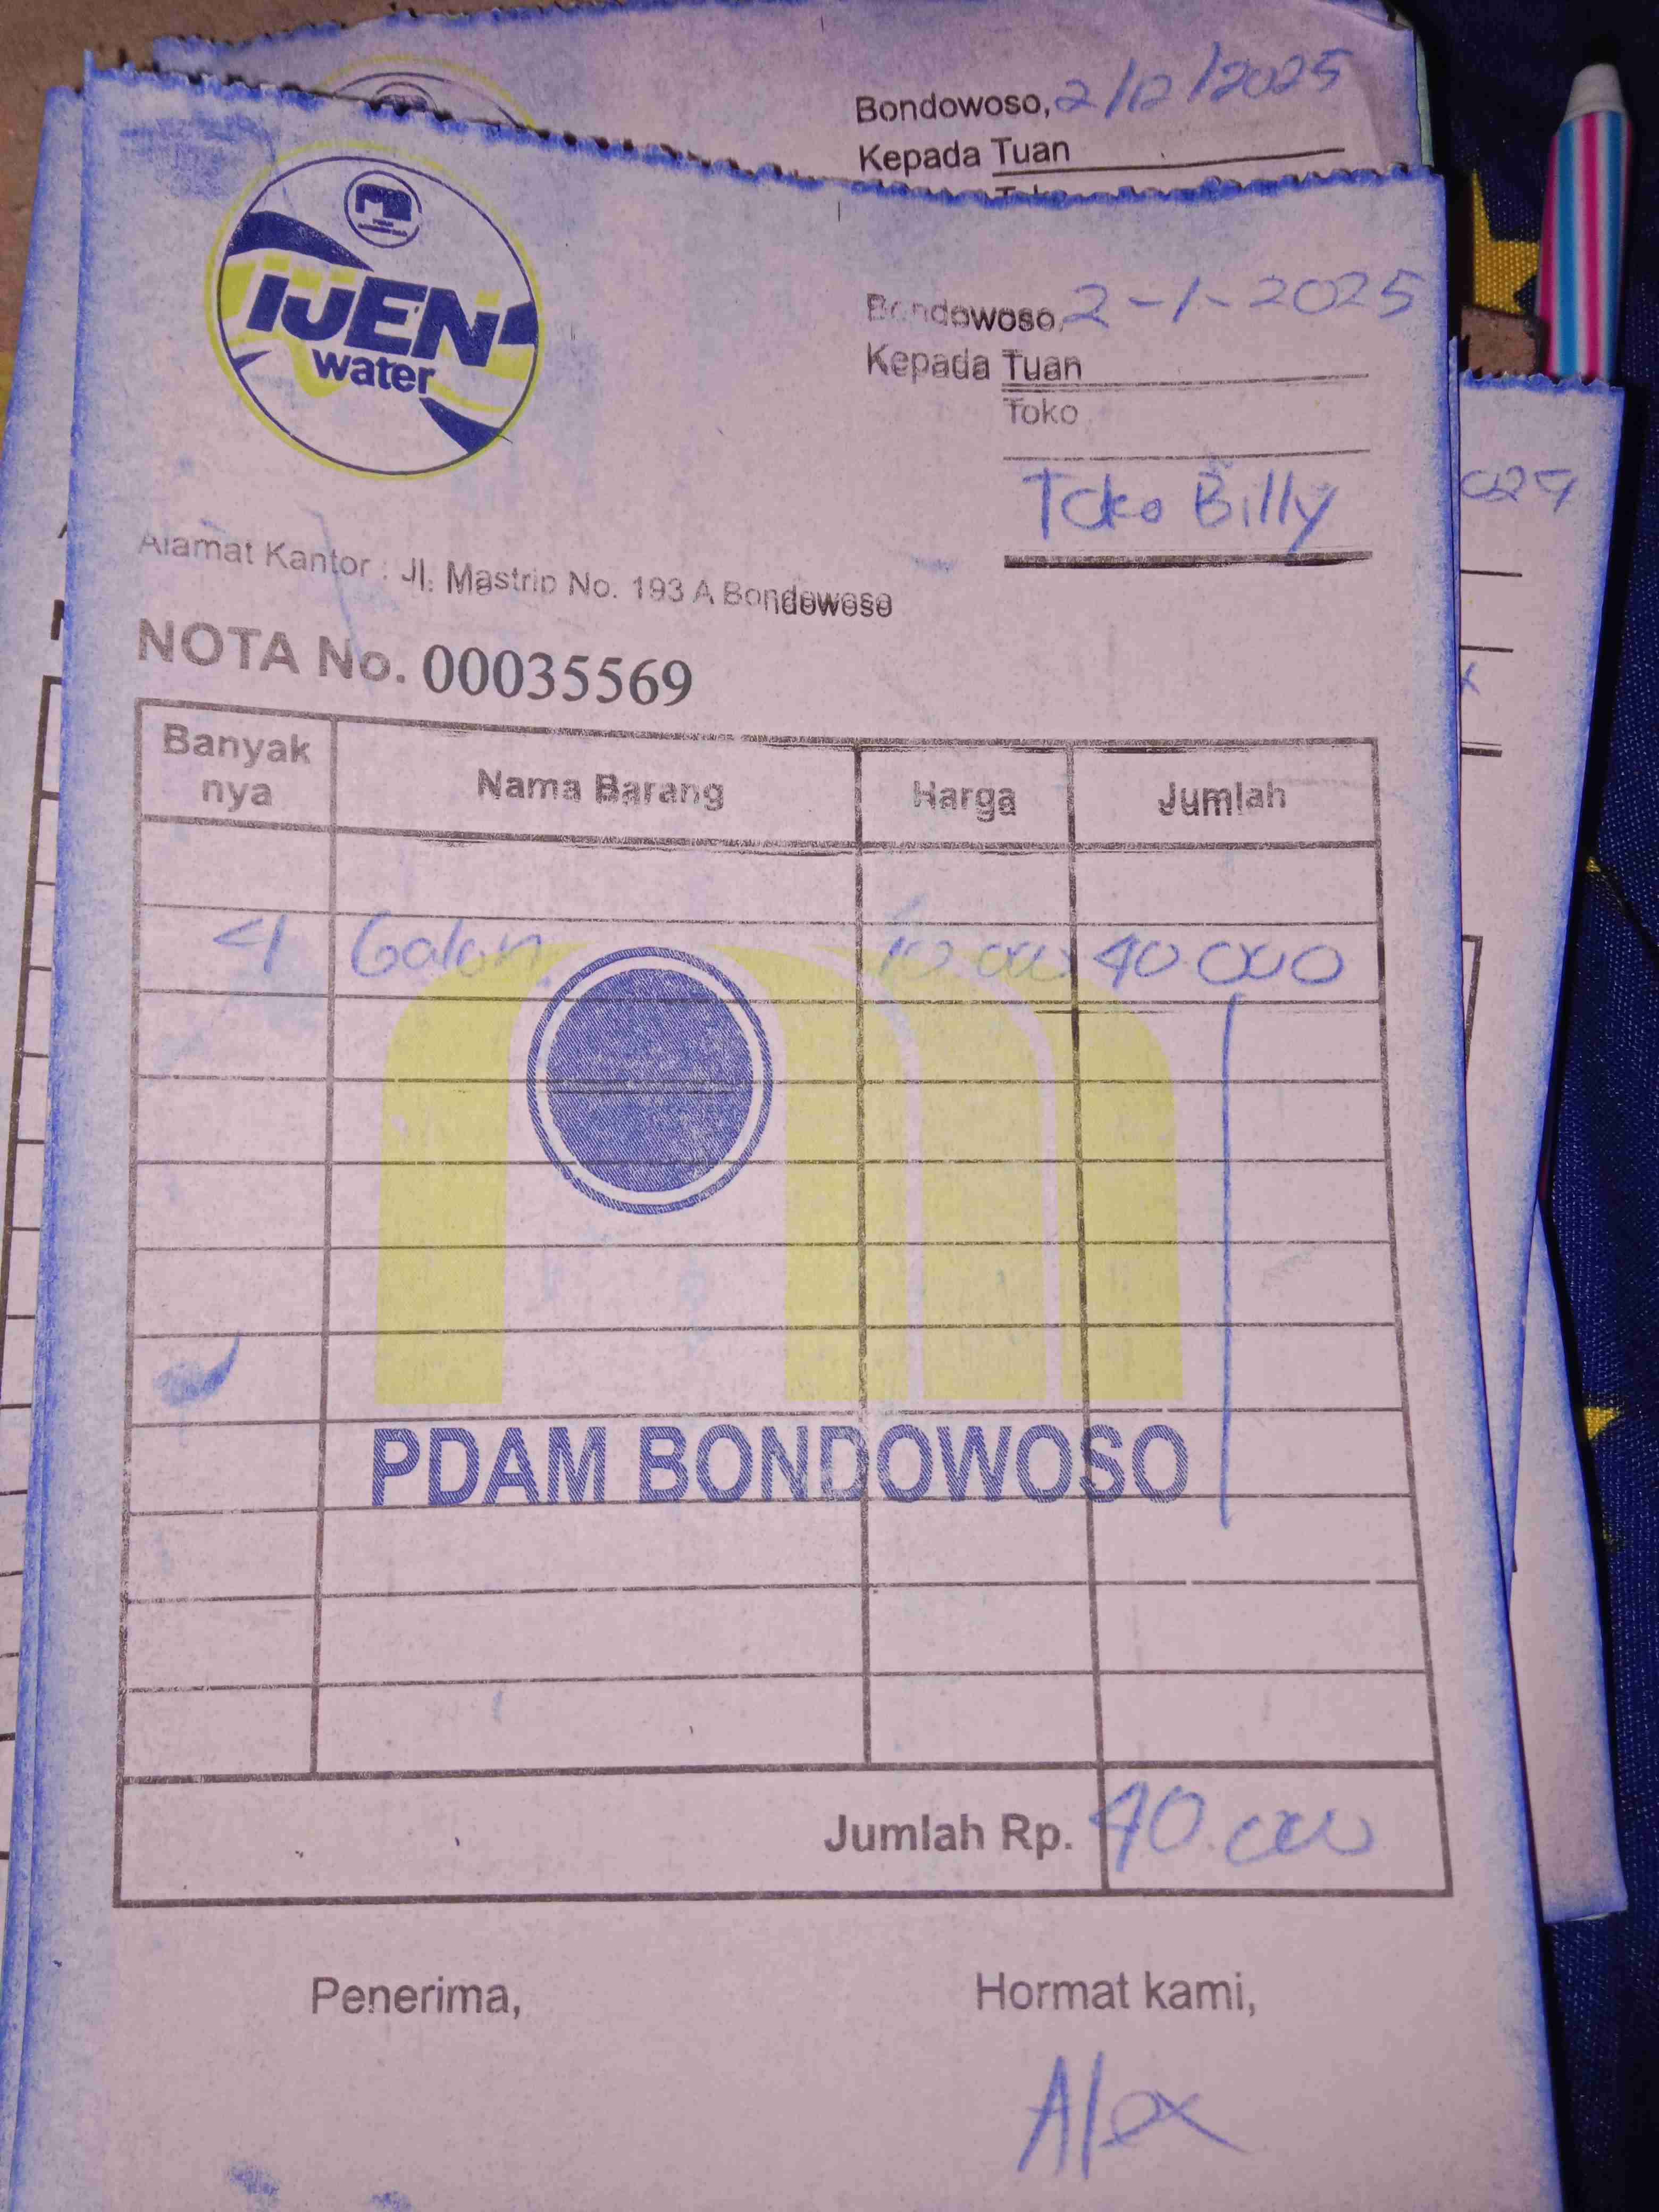 Bondowoso, 2/12/2025
Kepada Tuan
IJEN
water
Bondowoso, 2-1-2025
Kepada Tuan
Toko
Toko Billy
Alamat Kantor : Jl. Mastrip No. 193 A Bondowoso
NOTA No. 00035569
Banyak nya Nama Barang Harga Jumlah
4 Galon 10.000 40.000
PDAM BONDOWOSO
Jumlah Rp. 40.000
Penerima, Hormat kami,
Alex